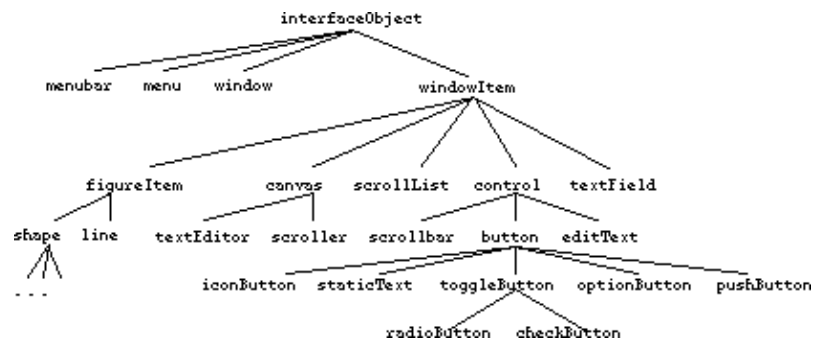 interfaceObject
menubar menu window windowItem
figureItem canvas scrollList control textField
shape line textEditor scroller scrollbar button editText
iconButton staticText toggleButton optionButton pushButton
- - -
radioButton checkButton